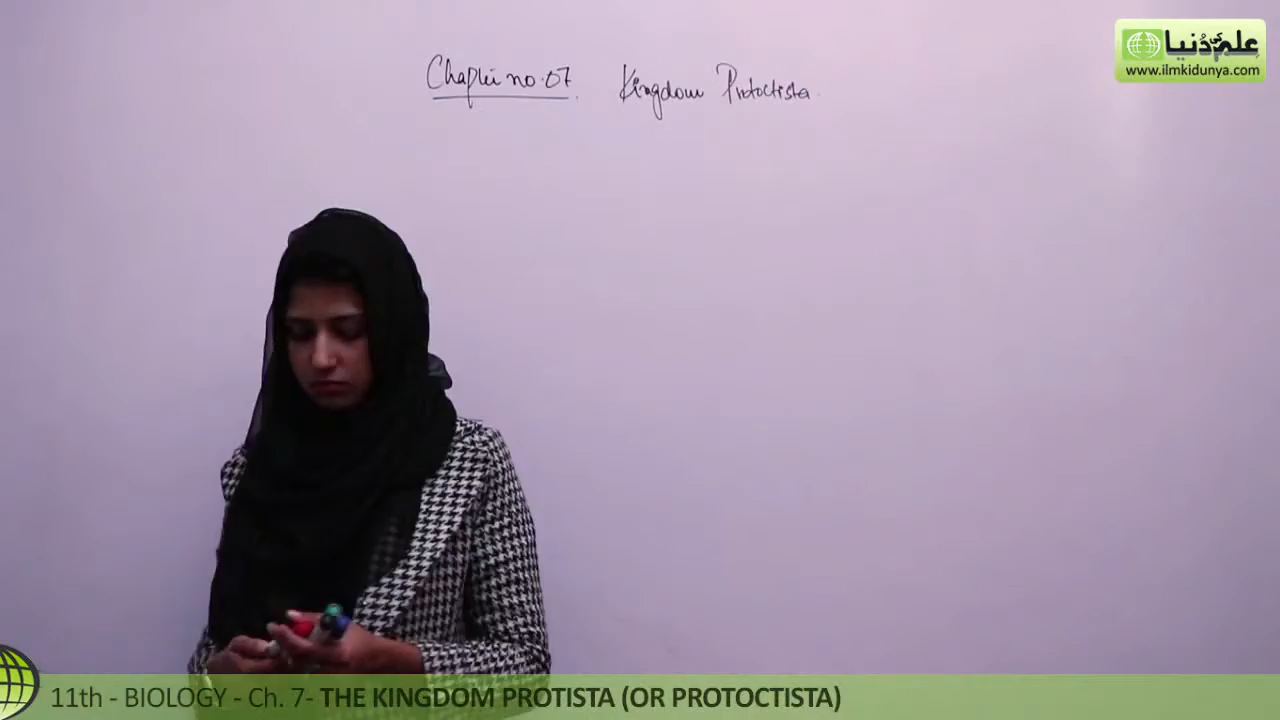 علم کی دُنیا
www.ilmkidunya.com
Chapter no. 07. Kingdom Protoctista.
11th - BIOLOGY - Ch. 7- THE KINGDOM PROTISTA (OR PROTOCTISTA)